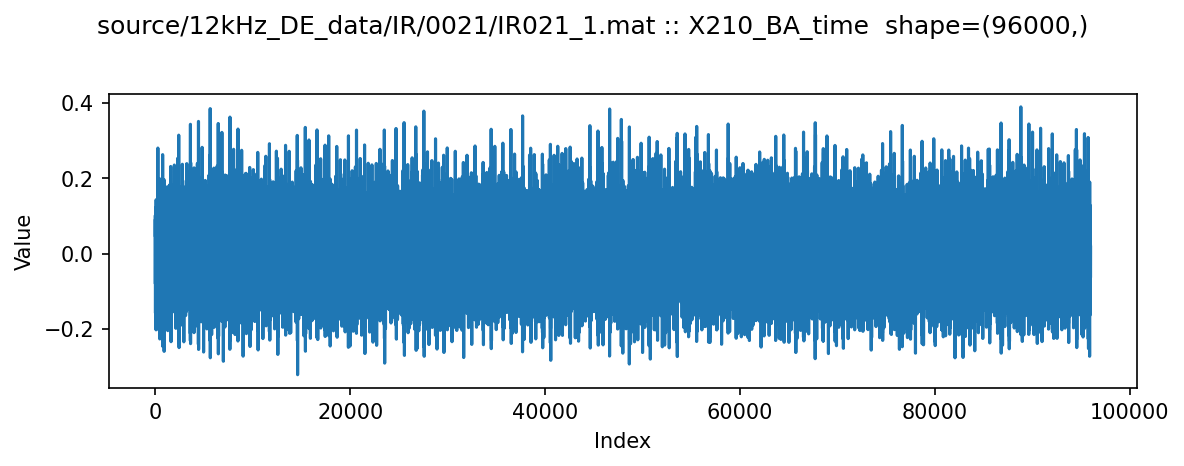 source/12kHz_DE_data/IR/0021/IR021_1.mat :: X210_BA_time  shape=(96000,)
0.4
0.2
0.0
−0.2
Value
0 20000 40000 60000 80000 100000
Index